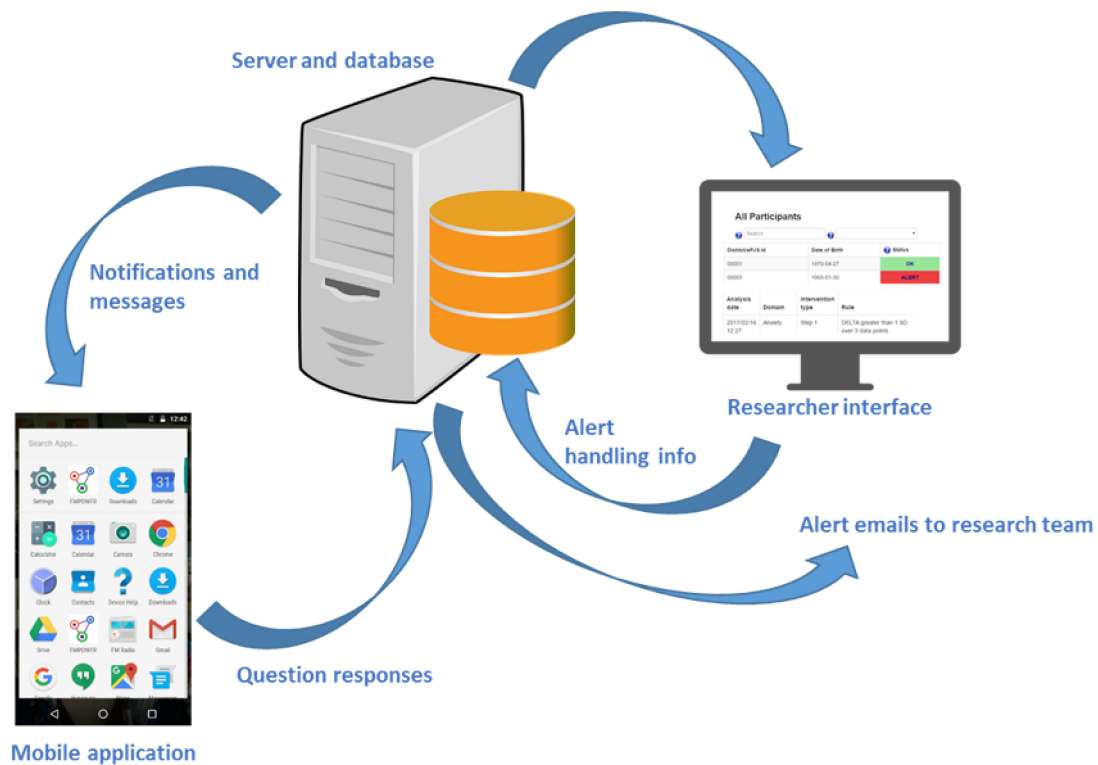 Server and database
Notifications and
messages
All Participants
Search
Date of Birth
Status
00001
1970-04-27
OK
00003
1960-01-30
ALERT
Analysis
date
Domain
Intervention
type
Rule
2017/02/16
12:27
Anxiety
Step 1
DELTA greater than 1 SD
over 3 data points
Researcher interface
Alert
handling info
Alert emails to research team
12:42
Search Apps...
Settings
EMPOWER
Downloads
Calendar
31
Calculator
Calendar
31
Camera
Chrome
Clock
Contacts
Device Help
Downloads
Drive
EMPOWER
FM Radio
Gmail
Question responses
Mobile application